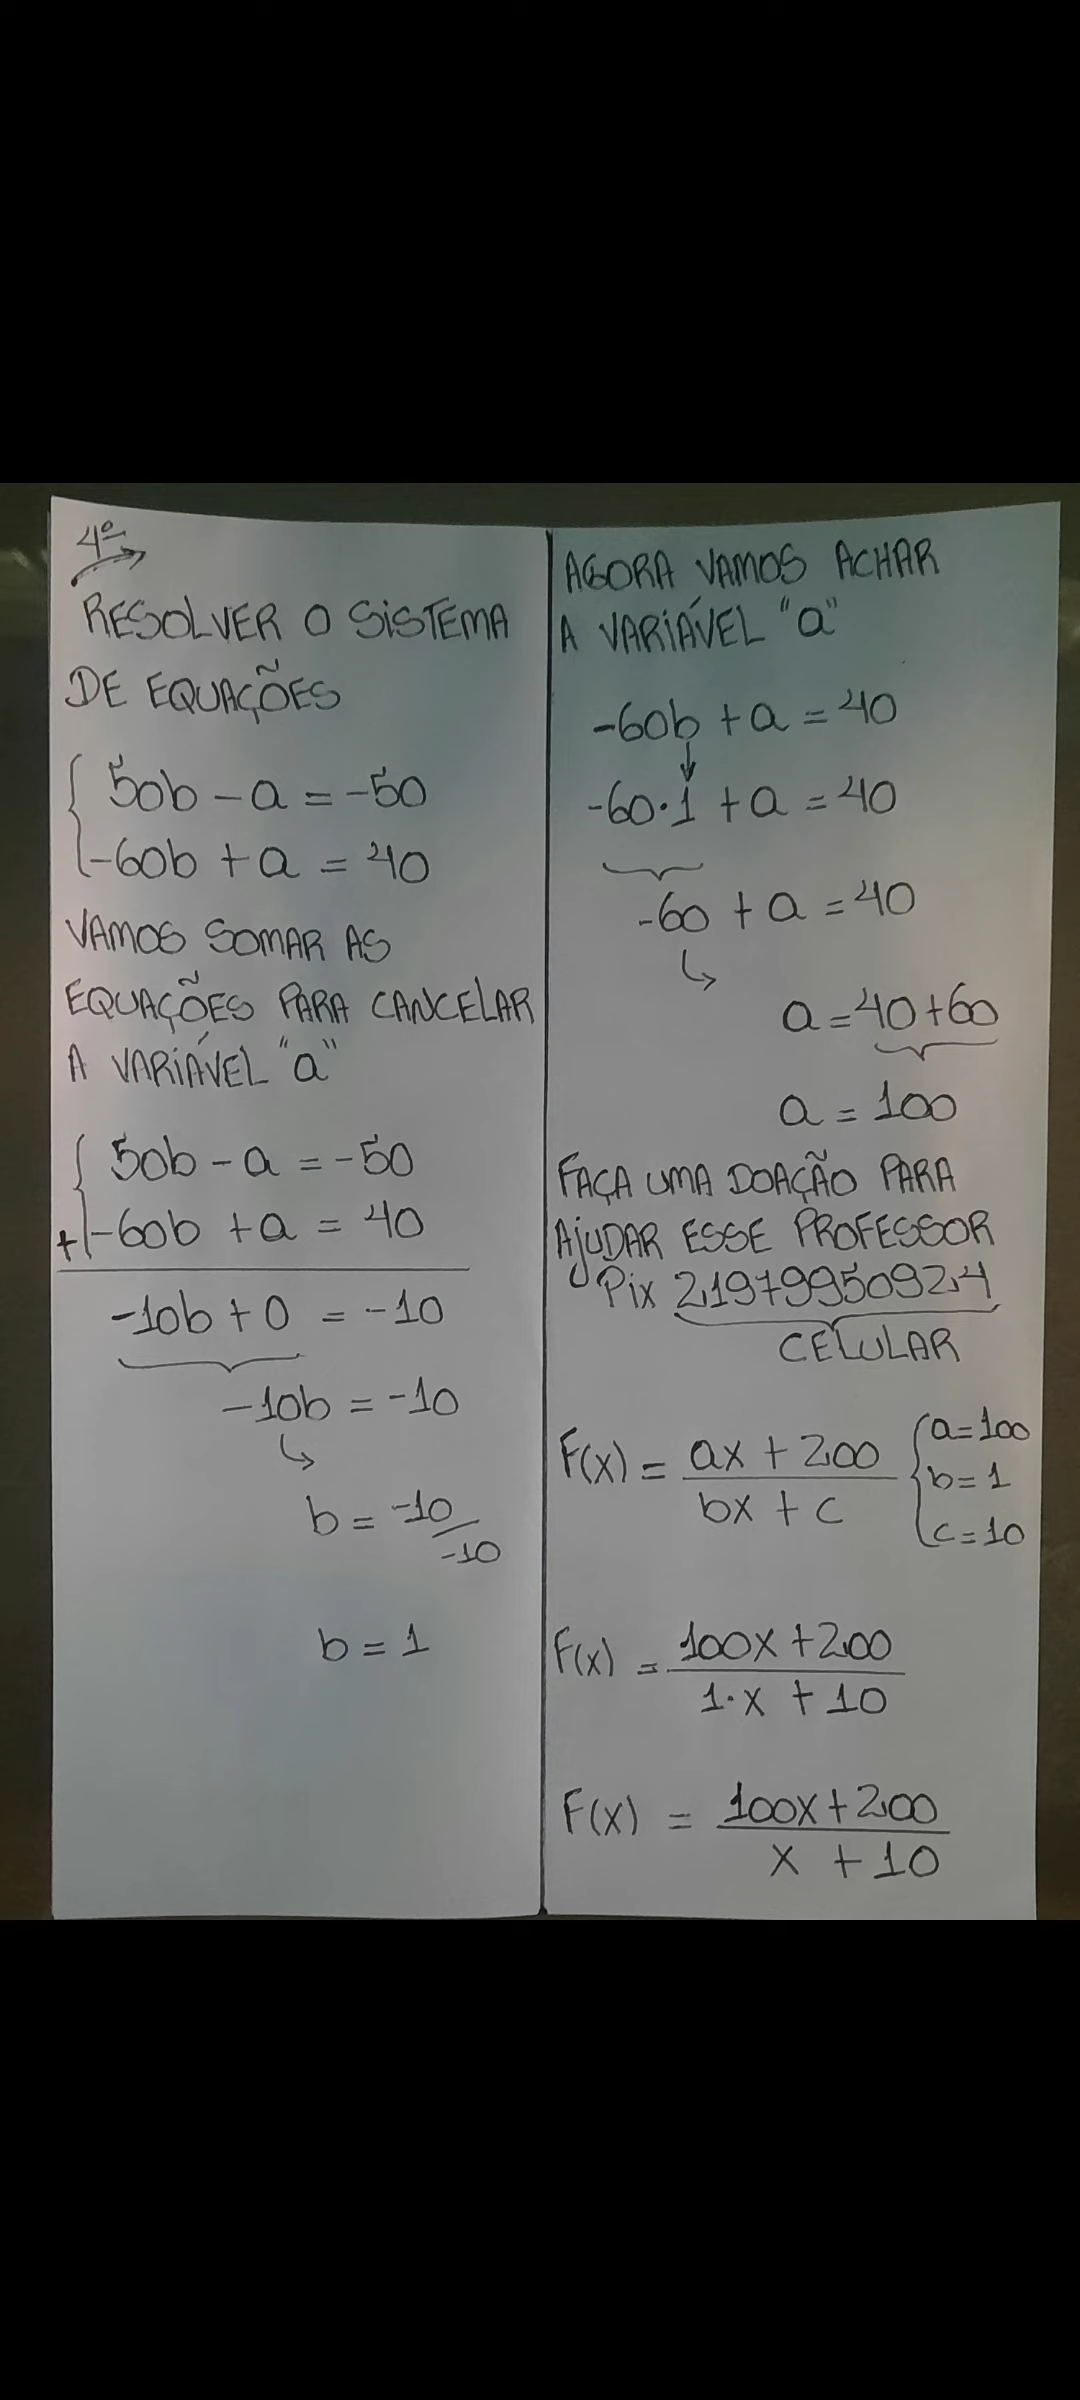 4º
RESOLVER O SISTEMA
DE EQUAÇÕES
50b - a = -50
-60b + a = 40
VAMOS SOMAR AS
EQUAÇÕES PARA CANCELAR
A VARIÁVEL "a"
50b - a = -50
+ -60b + a = 40
-10b + 0 = -10
-10b = -10
b = -10/-10
b = 1
AGORA VAMOS ACHAR
A VARIÁVEL "a"
-60b + a = 40
-60·1 + a = 40
-60 + a = 40
a = 40 + 60
a = 100
FAÇA UMA DOAÇÃO PARA
AJUDAR ESSE PROFESSOR
Pix 21979950924
CELULAR
F(x) = ax + 200 / bx + c { a = 100
b = 1
c = 10
F(x) = 100x + 200 / 1·x + 10
F(x) = 100x + 200 / x + 10